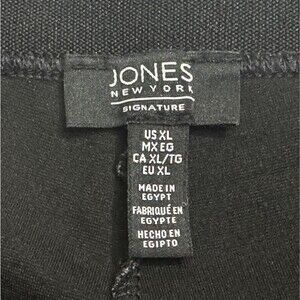 JONES
NEW YORK
SIGNATURE
US XL
MX EG
CA XL/TG
EU XL
MADE IN
EGYPT
FABRIQUÉ EN
EGYPTE
HECHO EN
EGIPTO